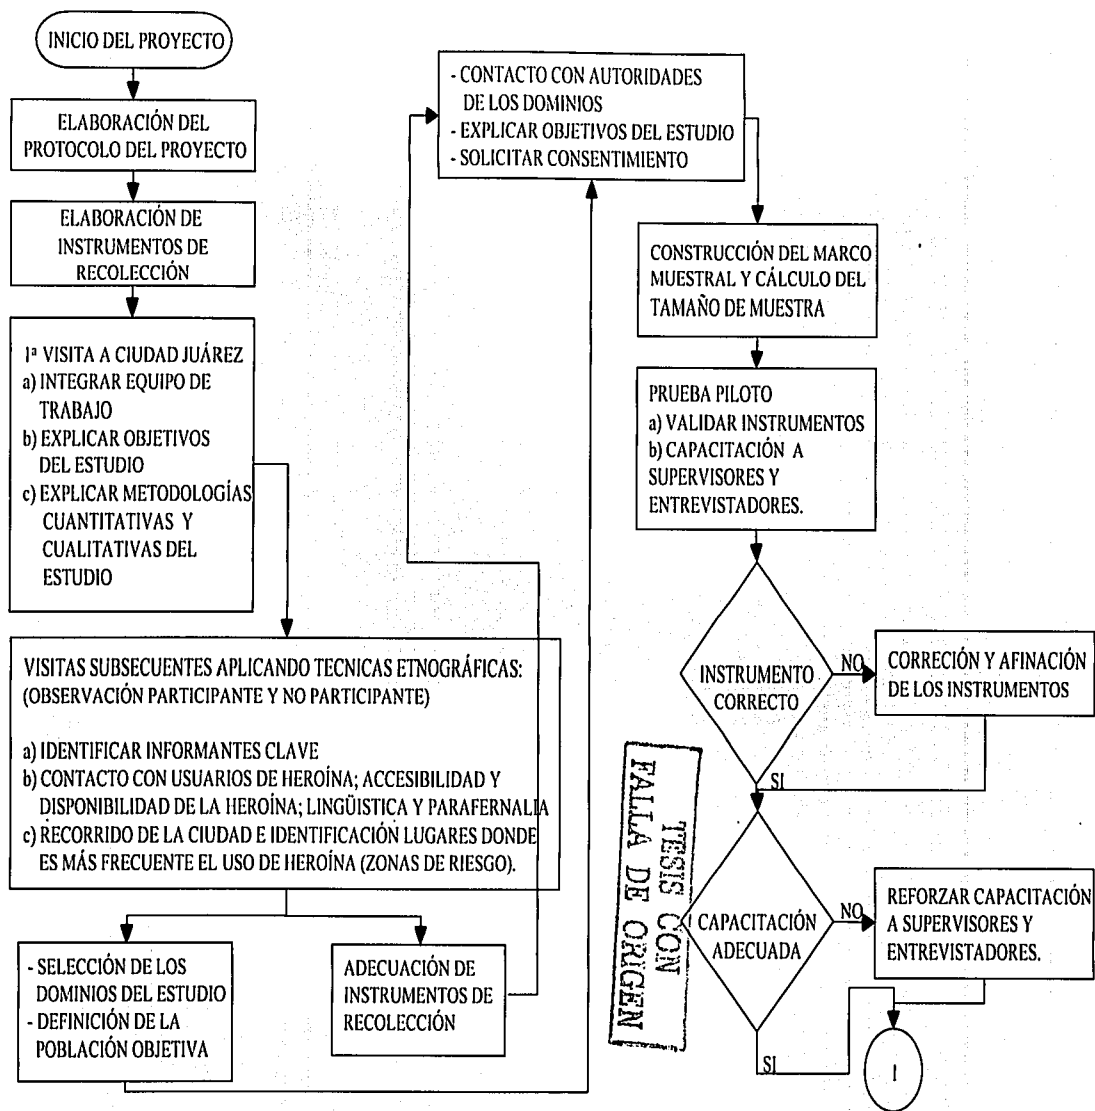 INICIO DEL PROYECTO
ELABORACIÓN DEL
PROTOCOLO DEL PROYECTO
ELABORACIÓN DE
INSTRUMENTOS DE
RECOLECCIÓN
1ª VISITA A CIUDAD JUÁREZ
a) INTEGRAR EQUIPO DE
TRABAJO
b) EXPLICAR OBJETIVOS
DEL ESTUDIO
c) EXPLICAR METODOLOGÍAS
CUANTITATIVAS Y
CUALITATIVAS DEL
ESTUDIO
VISITAS SUBSECUENTES APLICANDO TECNICAS ETNOGRÁFICAS:
(OBSERVACIÓN PARTICIPANTE Y NO PARTICIPANTE)
a) IDENTIFICAR INFORMANTES CLAVE
b) CONTACTO CON USUARIOS DE HEROÍNA; ACCESIBILIDAD Y
DISPONIBILIDAD DE LA HEROÍNA; LINGÜISTICA Y PARAFERNALIA
c) RECORRIDO DE LA CIUDAD E IDENTIFICACIÓN LUGARES DONDE
ES MÁS FRECUENTE EL USO DE HEROÍNA (ZONAS DE RIESGO).
- SELECCIÓN DE LOS
DOMINIOS DEL ESTUDIO
- DEFINICIÓN DE LA
POBLACIÓN OBJETIVA
ADECUACIÓN DE
INSTRUMENTOS DE
RECOLECCIÓN
- CONTACTO CON AUTORIDADES
DE LOS DOMINIOS
- EXPLICAR OBJETIVOS DEL ESTUDIO
- SOLICITAR CONSENTIMIENTO
CONSTRUCCIÓN DEL MARCO
MUESTRAL Y CÁLCULO DEL
TAMAÑO DE MUESTRA
PRUEBA PILOTO
a) VALIDAR INSTRUMENTOS
b) CAPACITACIÓN A
SUPERVISORES Y
ENTREVISTADORES.
INSTRUMENTO
CORRECTO
NO
CORRECIÓN Y AFINACIÓN
DE LOS INSTRUMENTOS
SI
CAPACITACIÓN
ADECUADA
NO
REFORZAR CAPACITACIÓN
A SUPERVISORES Y
ENTREVISTADORES.
SI
1
TESIS CON
FALLA DE ORIGEN